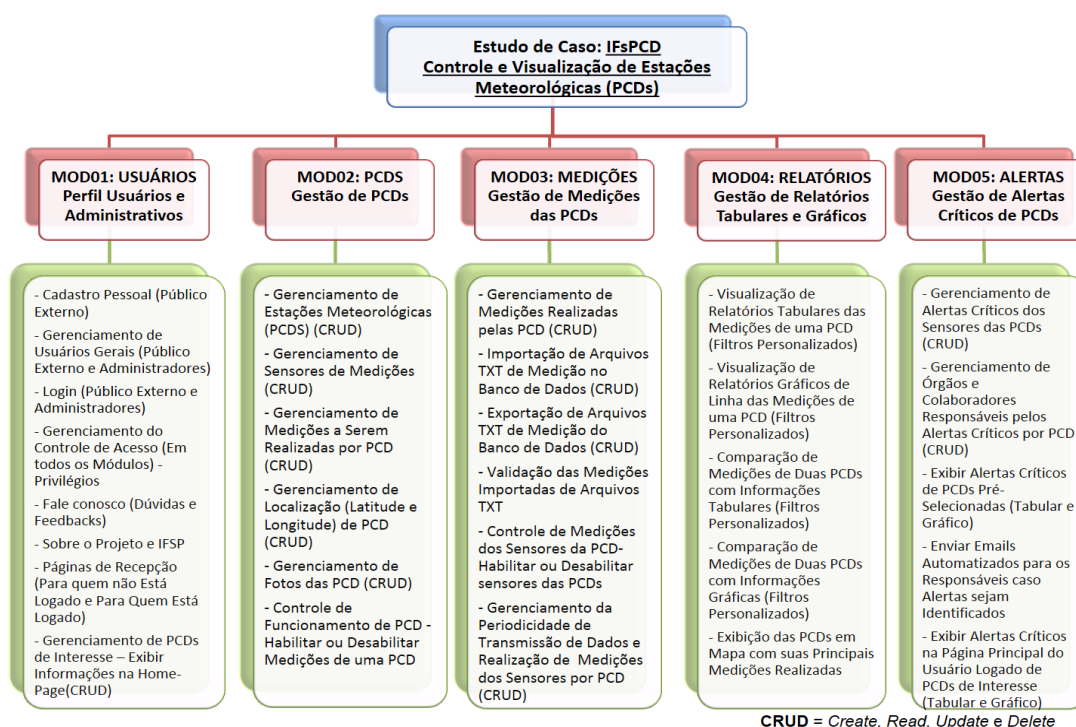 Estudo de Caso: IFsPCD
Controle e Visualização de Estações
Meteorológicas (PCDs)
MOD01: USUÁRIOS
Perfil Usuários e
Administrativos
- Cadastro Pessoal (Público
Externo)
- Gerenciamento de
Usuários Gerais (Público
Externo e Administradores)
- Login (Público Externo e
Administradores)
- Gerenciamento do
Controle de Acesso (Em
todos os Módulos) -
Privilégios
- Fale conosco (Dúvidas e
Feedbacks)
- Sobre o Projeto e IFSP
- Páginas de Recepção
(Para quem não Está
Logado e Para Quem Está
Logado)
- Gerenciamento de PCDs
de Interesse – Exibir
Informações na Home-
Page(CRUD)
MOD02: PCDS
Gestão de PCDs
- Gerenciamento de
Estações Meteorológicas
(PCDS) (CRUD)
- Gerenciamento de
Sensores de Medições
(CRUD)
- Gerenciamento de
Medições a Serem
Realizadas por PCD
(CRUD)
- Gerenciamento de
Localização (Latitude e
Longitude) de PCD
(CRUD)
- Gerenciamento de
Fotos das PCD (CRUD)
- Controle de
Funcionamento de PCD -
Habilitar ou Desabilitar
Medições de uma PCD
MOD03: MEDIÇÕES
Gestão de Medições
das PCDs
- Gerenciamento de
Medições Realizadas
pelas PCD (CRUD)
- Importação de Arquivos
TXT de Medição no
Banco de Dados (CRUD)
- Exportação de Arquivos
TXT de Medição do
Banco de Dados (CRUD)
- Validação das Medições
Importadas de Arquivos
TXT
- Controle de Medições
dos Sensores da PCD-
Habilitar ou Desabilitar
sensores das PCDs
- Gerenciamento da
Periodicidade de
Transmissão de Dados e
Realização de Medições
dos Sensores por PCD
(CRUD)
MOD04: RELATÓRIOS
Gestão de Relatórios
Tabulares e Gráficos
- Visualização de
Relatórios Tabulares das
Medições de uma PCD
(Filtros Personalizados)
- Visualização de
Relatórios Gráficos de
Linha das Medições de
uma PCD (Filtros
Personalizados)
- Comparação de
Medições de Duas PCDs
com Informações
Tabulares (Filtros
Personalizados)
- Comparação de
Medições de Duas PCDs
com Informações
Gráficas (Filtros
Personalizados)
- Exibição das PCDs em
Mapa com suas Principais
Medições Realizadas
MOD05: ALERTAS
Gestão de Alertas
Críticos de PCDs
- Gerenciamento de
Alertas Críticos dos
Sensores das PCDs
(CRUD)
- Gerenciamento de
Órgãos e
Colaboradores
Responsáveis pelos
Alertas Críticos por PCD
(CRUD)
- Exibir Alertas Críticos
de PCDs Pré-
Selecionadas (Tabular e
Gráfico)
- Enviar Emails
Automatizados para os
Responsáveis caso
Alertas sejam
Identificados
- Exibir Alertas Críticos
na Página Principal do
Usuário Logado de
PCDs de Interesse
(Tabular e Gráfico)
CRUD = Create, Read, Update e Delete